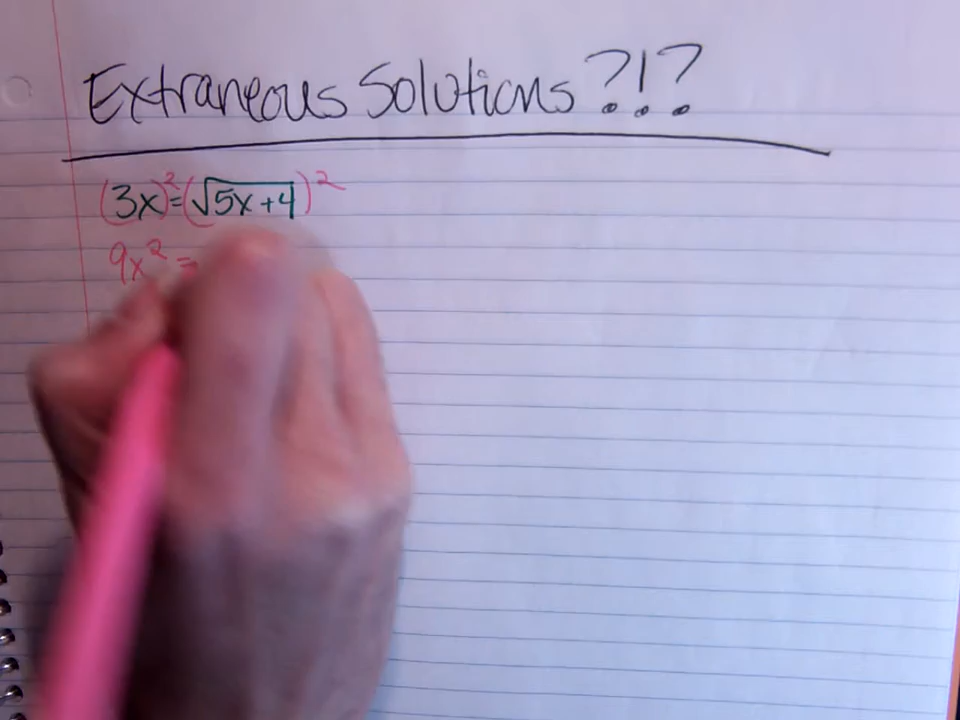 Extraneous Solutions ?!?
(3x)²=(√5x+4)²
9x² =